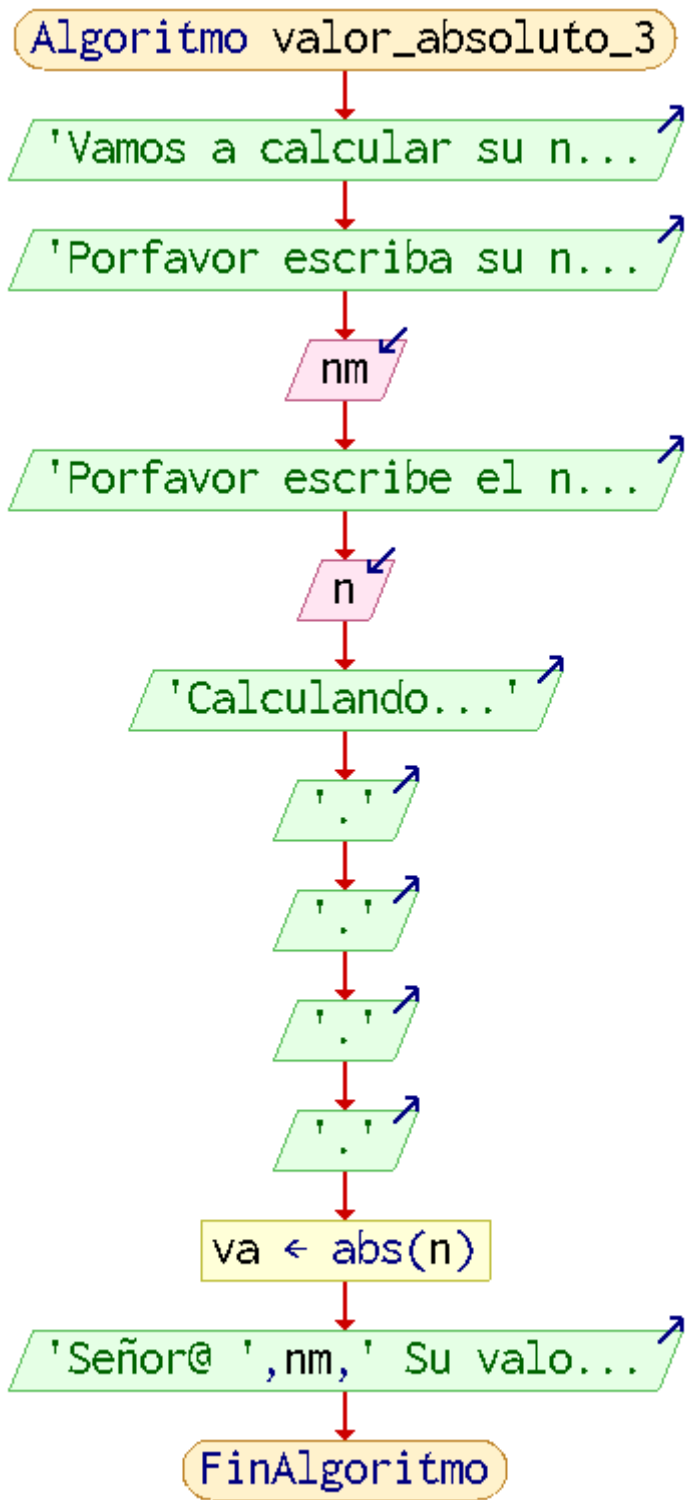 Algoritmo valor_absoluto_3
'Vamos a calcular su n...
'Porfavor escriba su n...
nm
'Porfavor escribe el n...
n
'Calculando...'
'.'
'.'
'.'
'.'
va ← abs(n)
'Señor@ ',nm,' Su valo...
FinAlgoritmo